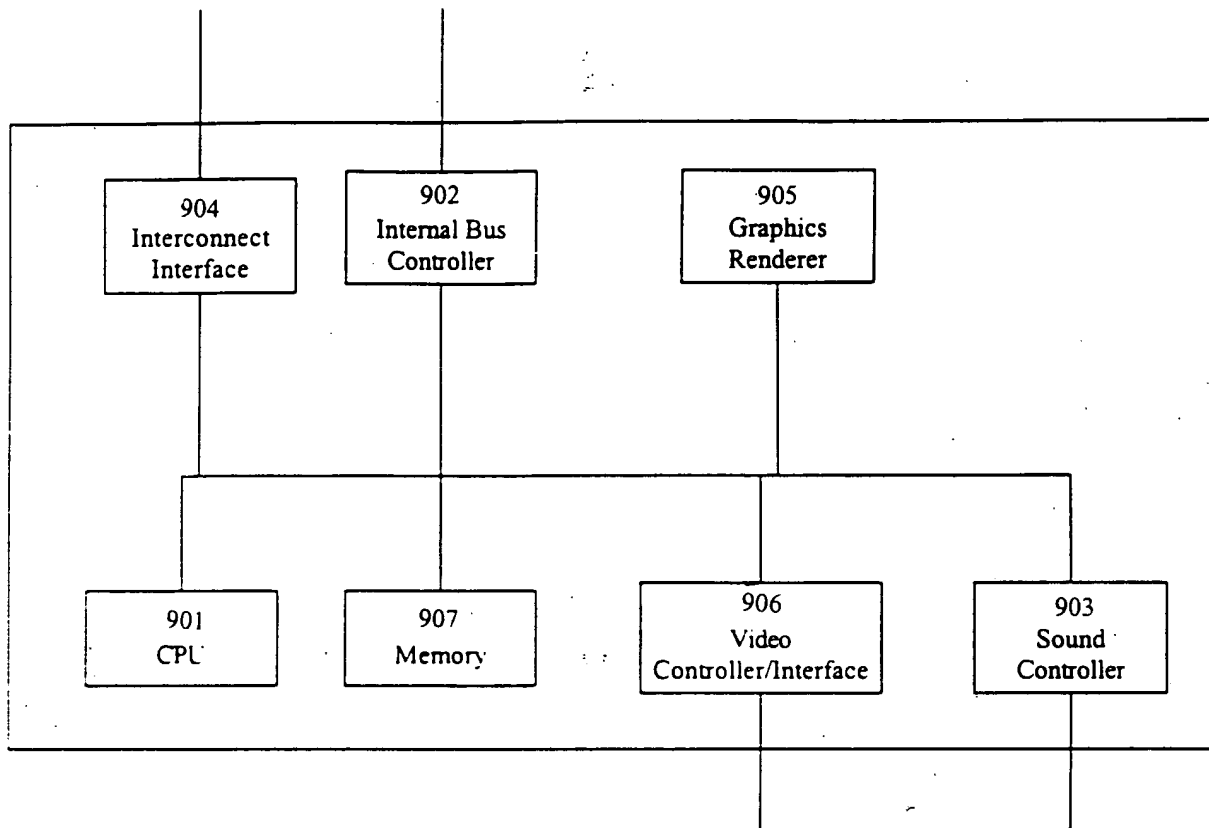 904
Interconnect
Interface
902
Internal Bus
Controller
905
Graphics
Renderer
901
CPU
907
Memory
906
Video
Controller/Interface
903
Sound
Controller